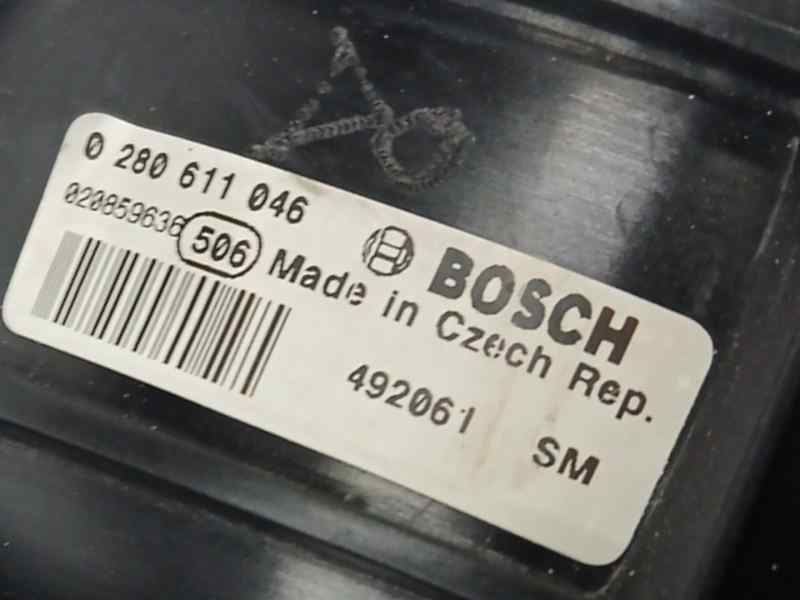 0 280 611 046
020859636 506
BOSCH
Made in Czech Rep.
492061
SM